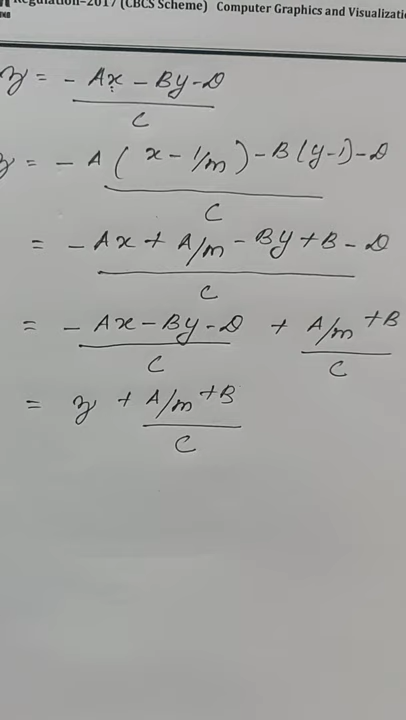 Regulation–2017 (CBCS Scheme) Computer Graphics and Visualizatio
z = -Ax - By - D / C
z = -A(x - 1/m) - B(y-1) - D / C
= -Ax + A/m - By + B - D / C
= -Ax - By - D / C + A/m + B / C
= z + A/m + B / C